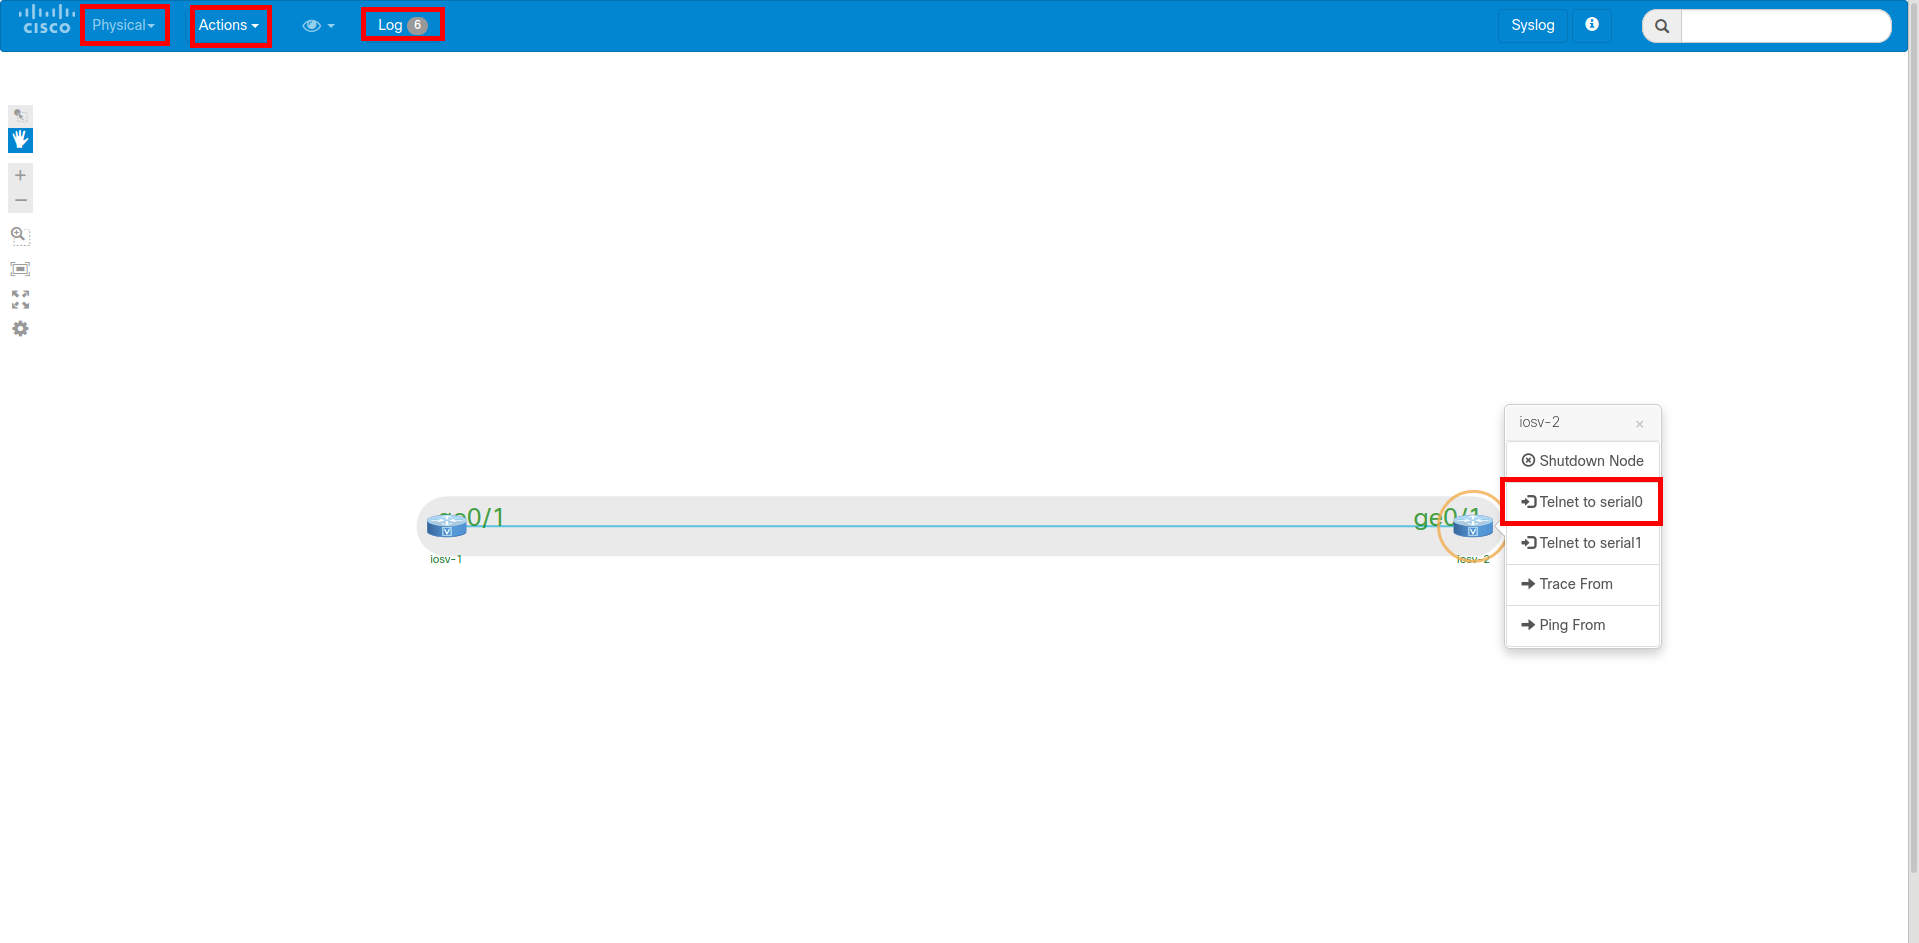 CISCO
Physical
Actions
Log 6
Syslog
iosv-2 ×
Shutdown Node
Telnet to serial0
Telnet to serial1
Trace From
Ping From
ge0/1
ge0/1
iosv-1
iosv-2